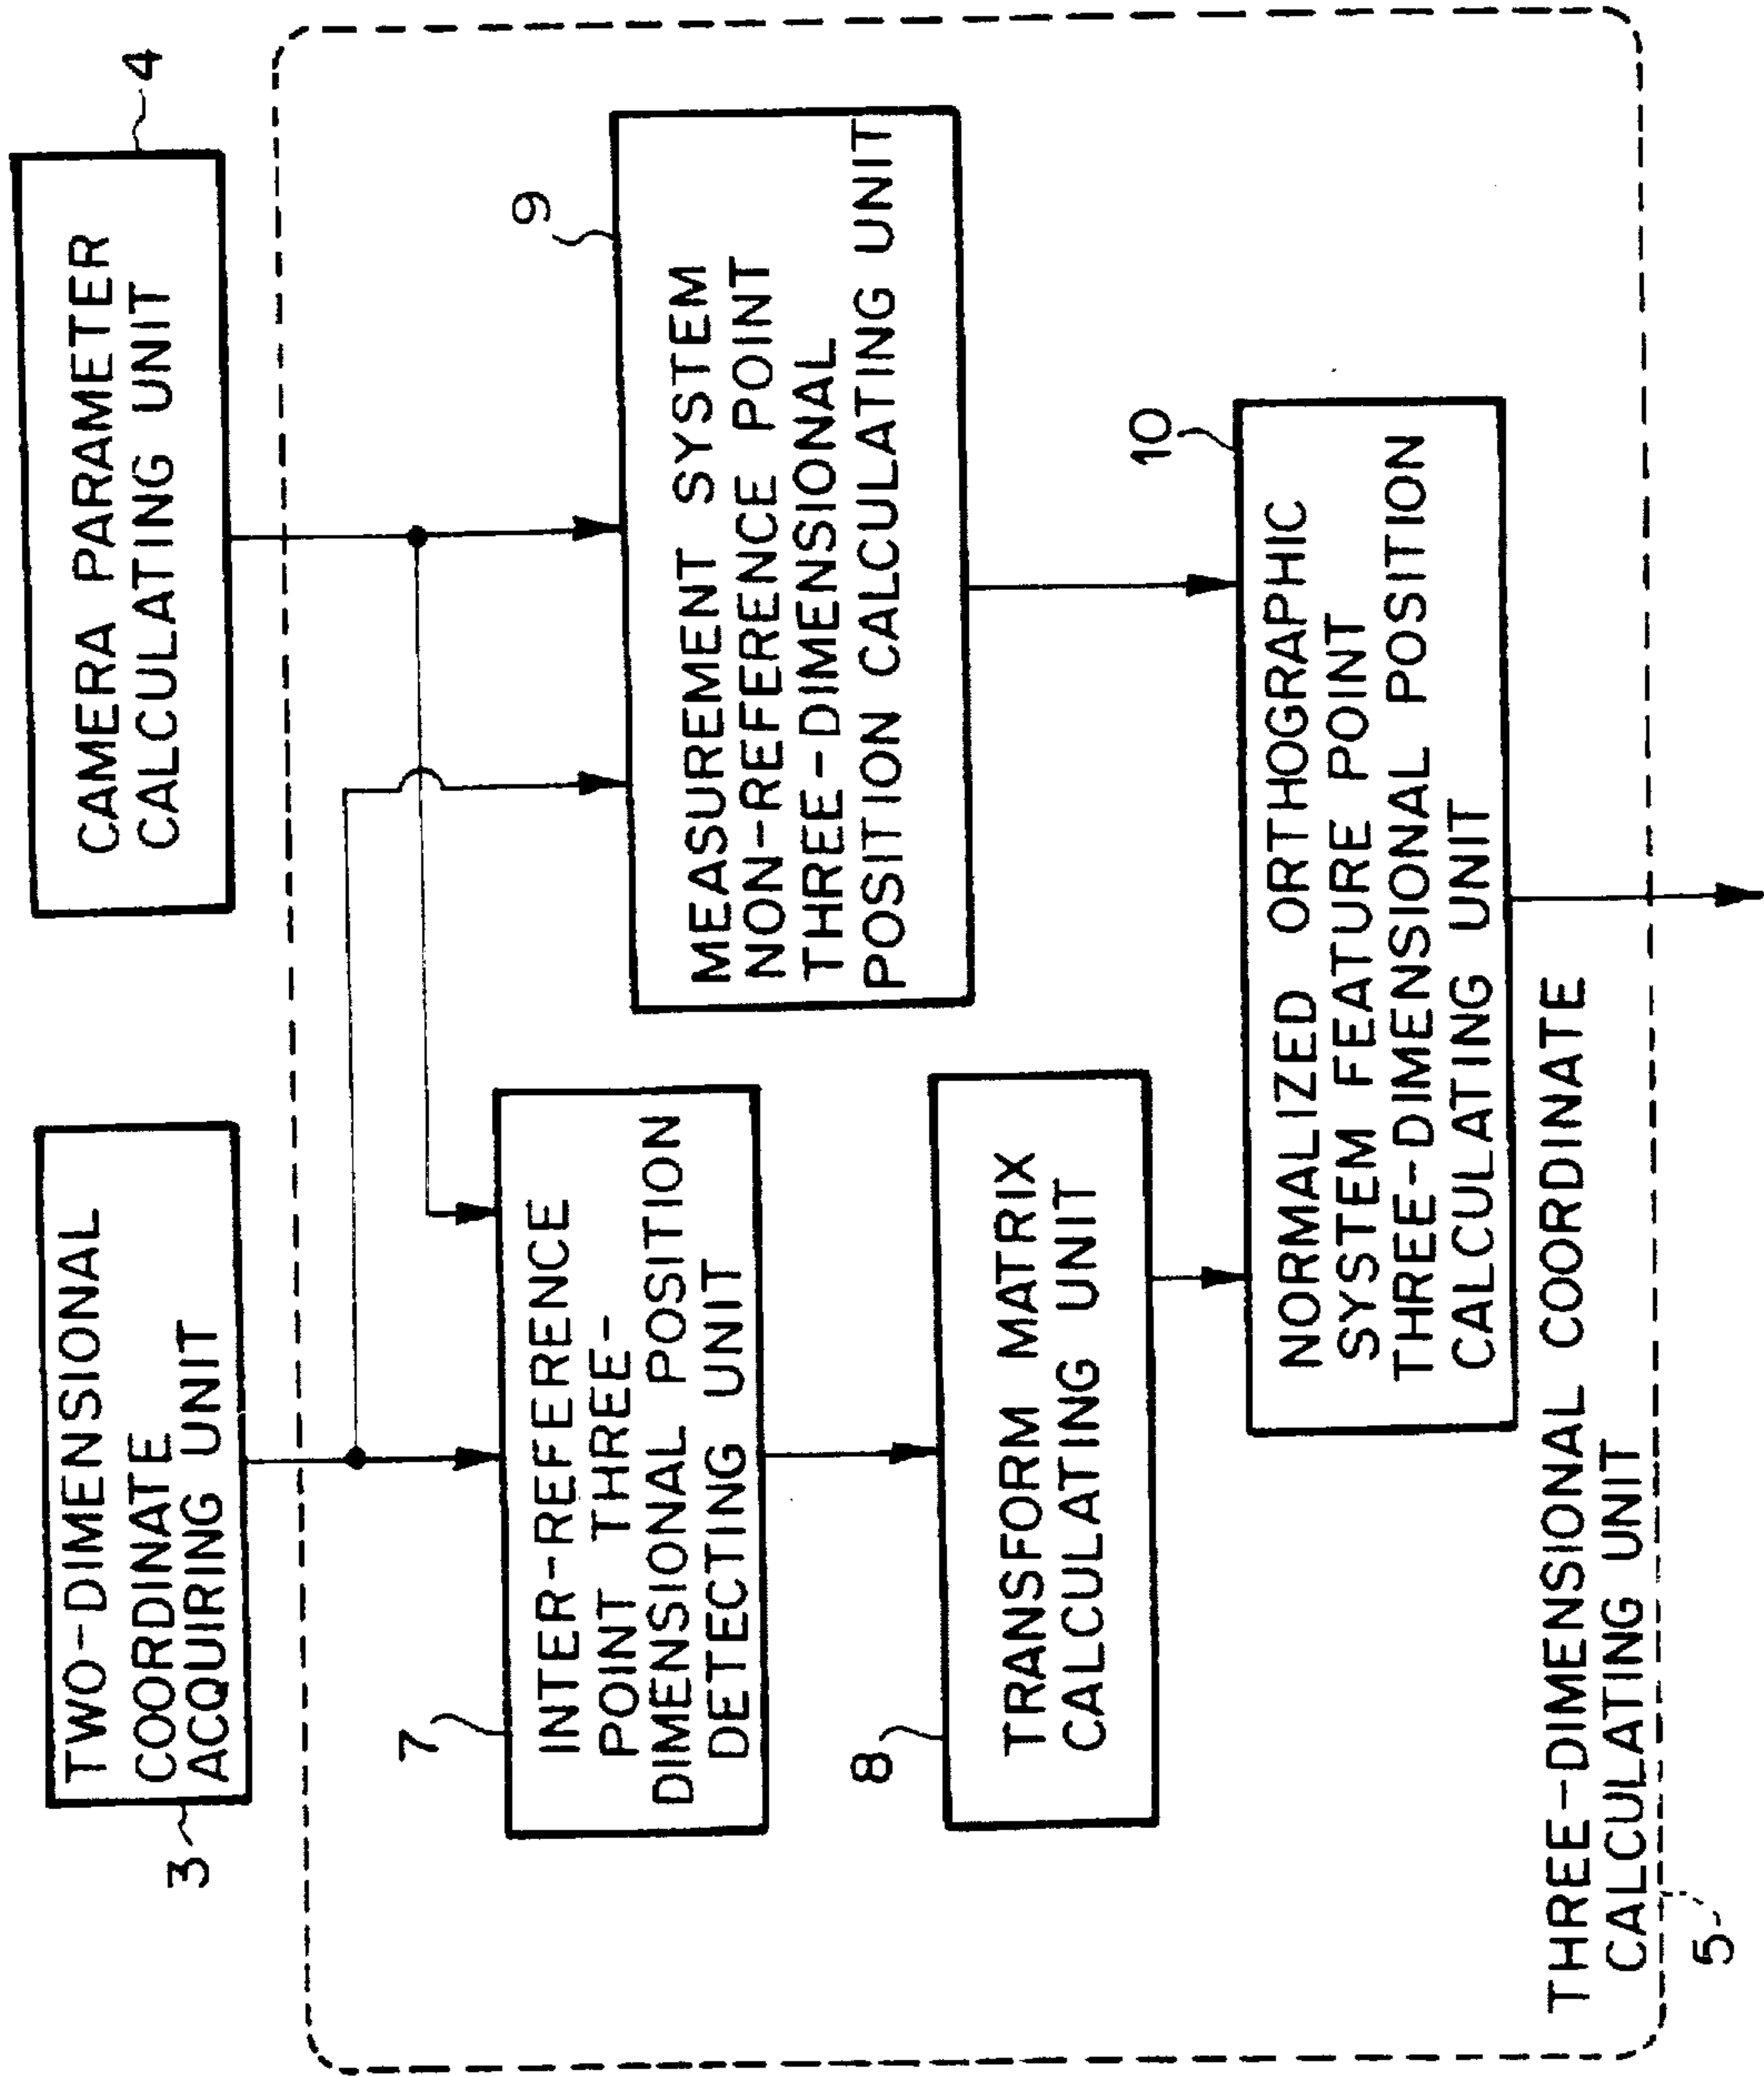 TWO-DIMENSIONAL
COORDINATE
ACQUIRING UNIT
3
CAMERA PARAMETER
CALCULATING UNIT
4
7
INTER-REFERENCE
POINT THREE-
DIMENSIONAL POSITION
DETECTING UNIT
9
MEASUREMENT SYSTEM
NON-REFERENCE POINT
THREE-DIMENSIONAL
POSITION CALCULATING UNIT
8
TRANSFORM MATRIX
CALCULATING UNIT
10
NORMALIZED ORTHOGRAPHIC
SYSTEM FEATURE POINT
THREE-DIMENSIONAL POSITION
CALCULATING UNIT
THREE-DIMENSIONAL COORDINATE
CALCULATING UNIT
5